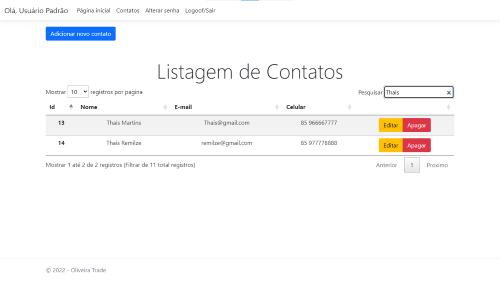 Olá, Usuário Padrão Página inicial Contatos Alterar senha Logoof/Sair
Adicionar novo contato
Listagem de Contatos
Mostrar 10 registros por pagina Pesquisar Thais
Id Nome E-mail Celular
13 Thais Martins Thais@gmail.com 85 966667777 Editar Apagar
14 Thais Remilze remilze@gmail.com 85 977778888 Editar Apagar
Mostrar 1 até 2 de 2 registros (Filtrar de 11 total registros) Anterior 1 Proximo
© 2022 - Oliveira Trade